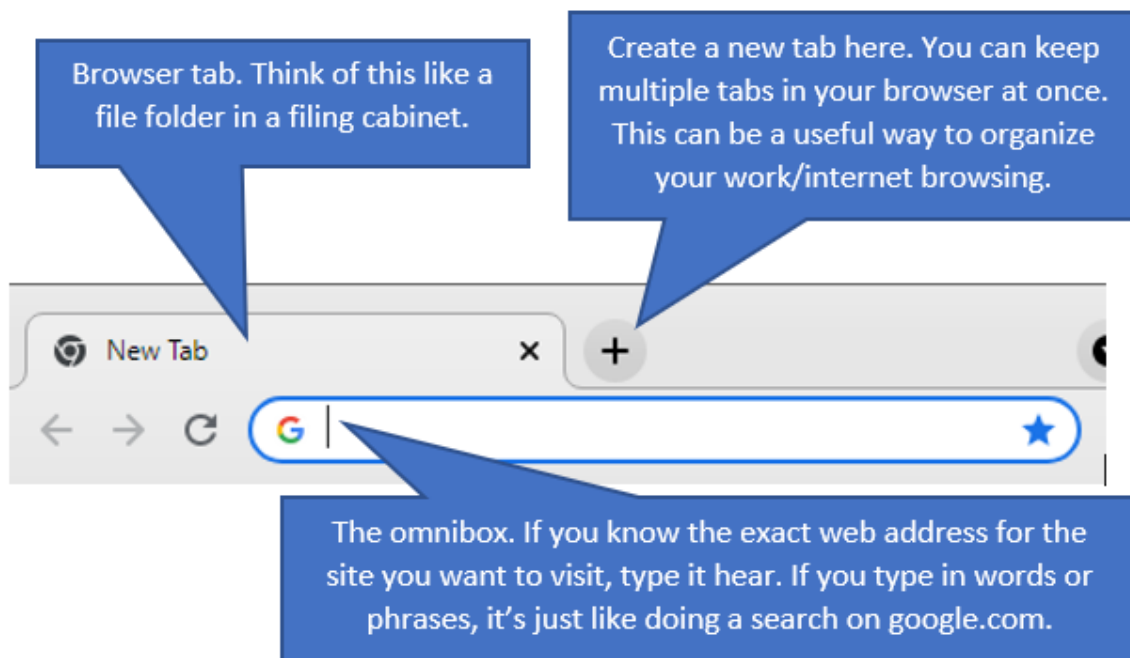 Browser tab. Think of this like a
file folder in a filing cabinet.
Create a new tab here. You can keep
multiple tabs in your browser at once.
This can be a useful way to organize
your work/internet browsing.
New Tab
G
The omnibox. If you know the exact web address for the
site you want to visit, type it hear. If you type in words or
phrases, it’s just like doing a search on google.com.